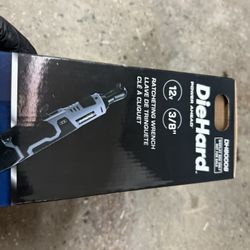 DieHard
POWER AHEAD
12V
3/8"
RATCHETING WRENCH
LLAVE DE TRINQUETE
CLÉ À CLIQUET